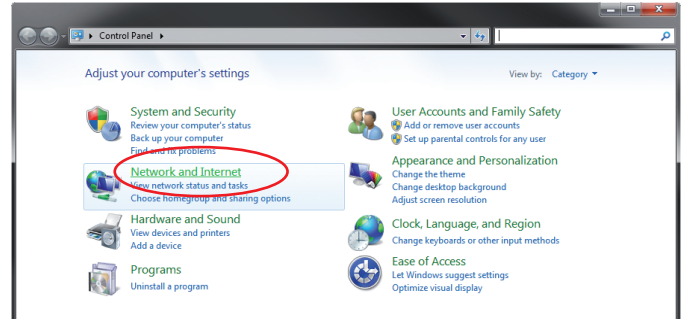 Control Panel
Adjust your computer's settings
View by: Category
System and Security
Review your computer's status
Back up your computer
Find and fix problems
Network and Internet
View network status and tasks
Choose homegroup and sharing options
Hardware and Sound
View devices and printers
Add a device
Programs
Uninstall a program
User Accounts and Family Safety
Add or remove user accounts
Set up parental controls for any user
Appearance and Personalization
Change the theme
Change desktop background
Adjust screen resolution
Clock, Language, and Region
Change keyboards or other input methods
Ease of Access
Let Windows suggest settings
Optimize visual display